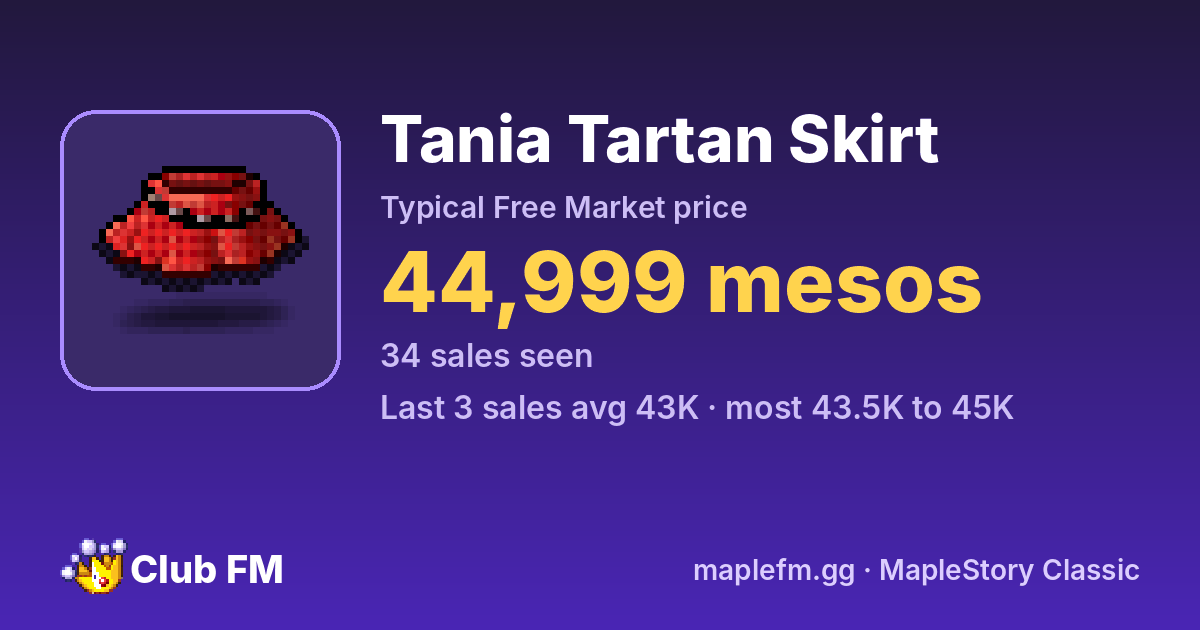 Tania Tartan Skirt
Typical Free Market price
44,999 mesos
34 sales seen
Last 3 sales avg 43K · most 43.5K to 45K
Club FM
maplefm.gg · MapleStory Classic